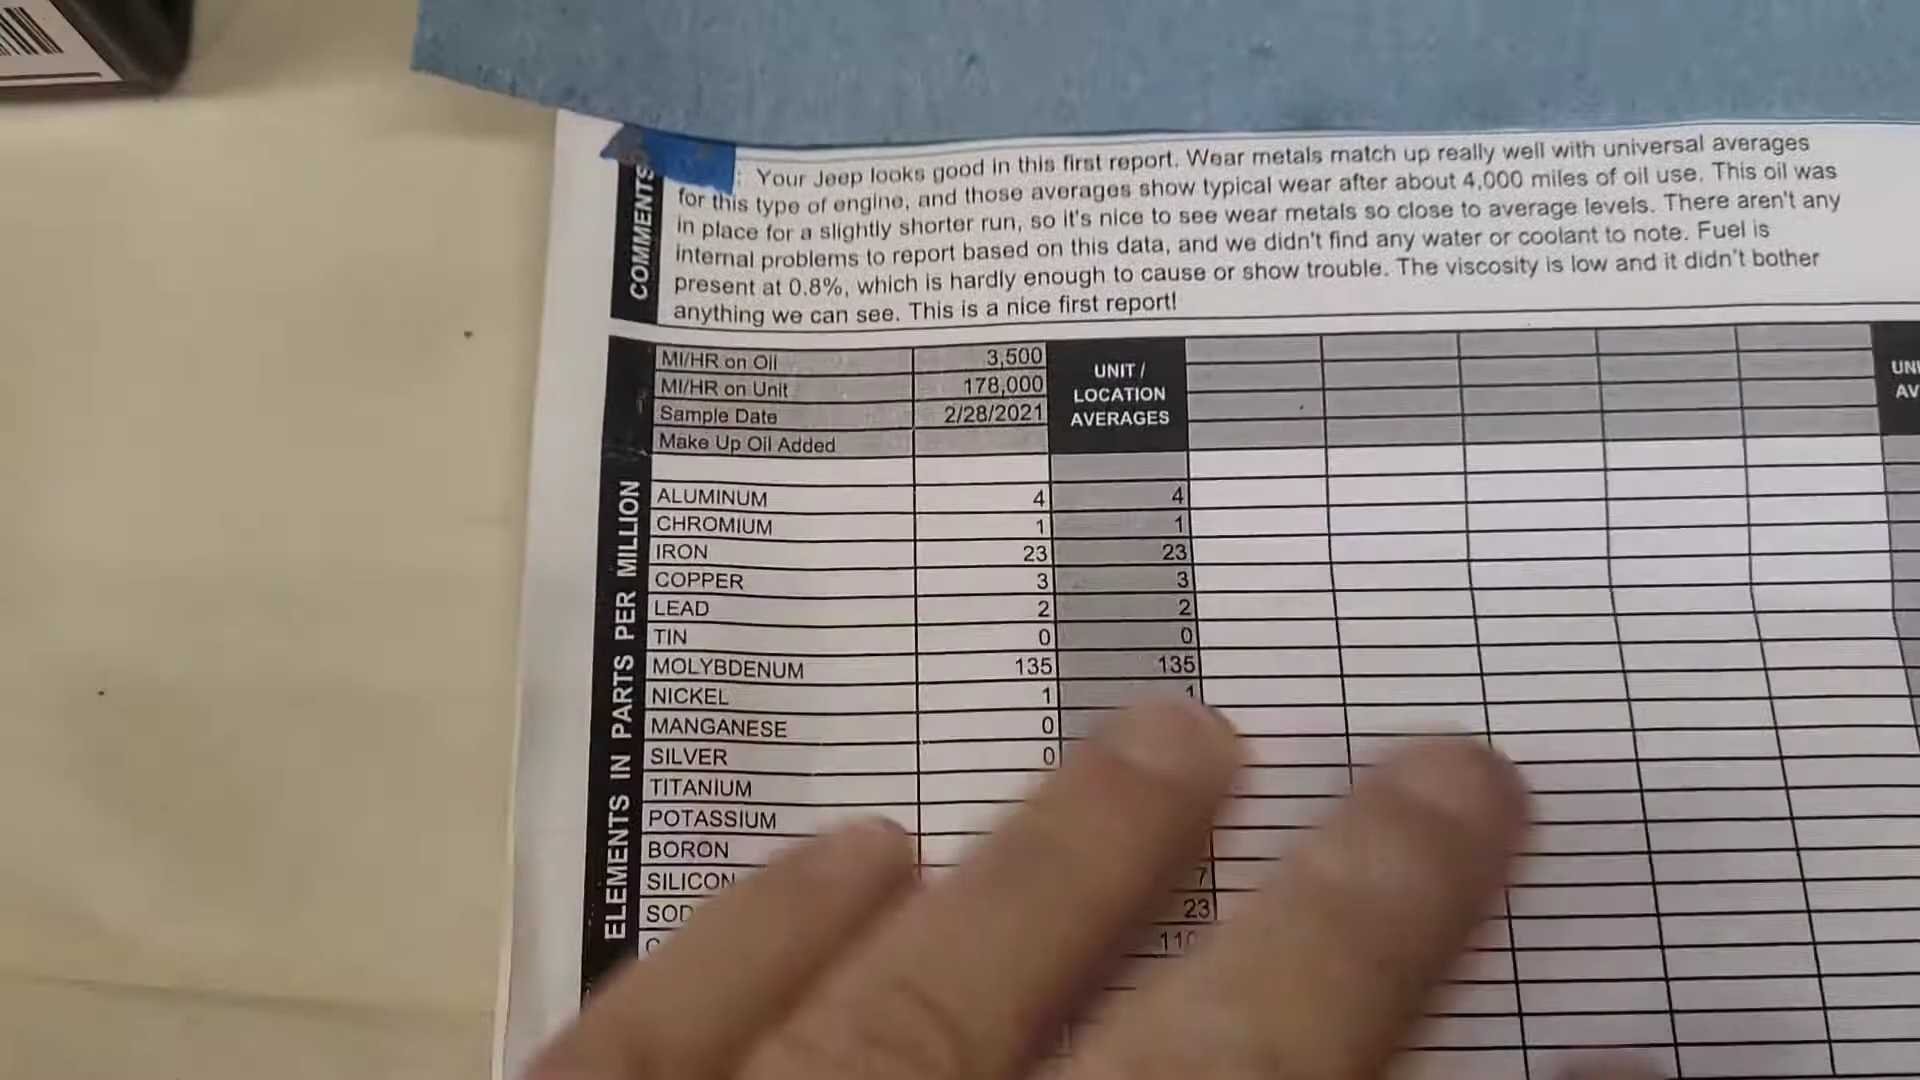 COMMENTS
: Your Jeep looks good in this first report. Wear metals match up really well with universal averages
for this type of engine, and those averages show typical wear after about 4,000 miles of oil use. This oil was
in place for a slightly shorter run, so it's nice to see wear metals so close to average levels. There aren't any
internal problems to report based on this data, and we didn't find any water or coolant to note. Fuel is
present at 0.8%, which is hardly enough to cause or show trouble. The viscosity is low and it didn't bother
anything we can see. This is a nice first report!
MI/HR on Oil 3,500
MI/HR on Unit 178,000
Sample Date 2/28/2021
Make Up Oil Added
UNIT /
LOCATION
AVERAGES
UNI
AV
ELEMENTS IN PARTS PER MILLION
ALUMINUM 4 4
CHROMIUM 1 1
IRON 23 23
COPPER 3 3
LEAD 2 2
TIN 0 0
MOLYBDENUM 135 135
NICKEL 1 1
MANGANESE 0
SILVER 0
TITANIUM
POTASSIUM
BORON
SILICON 7
SOD 23
110